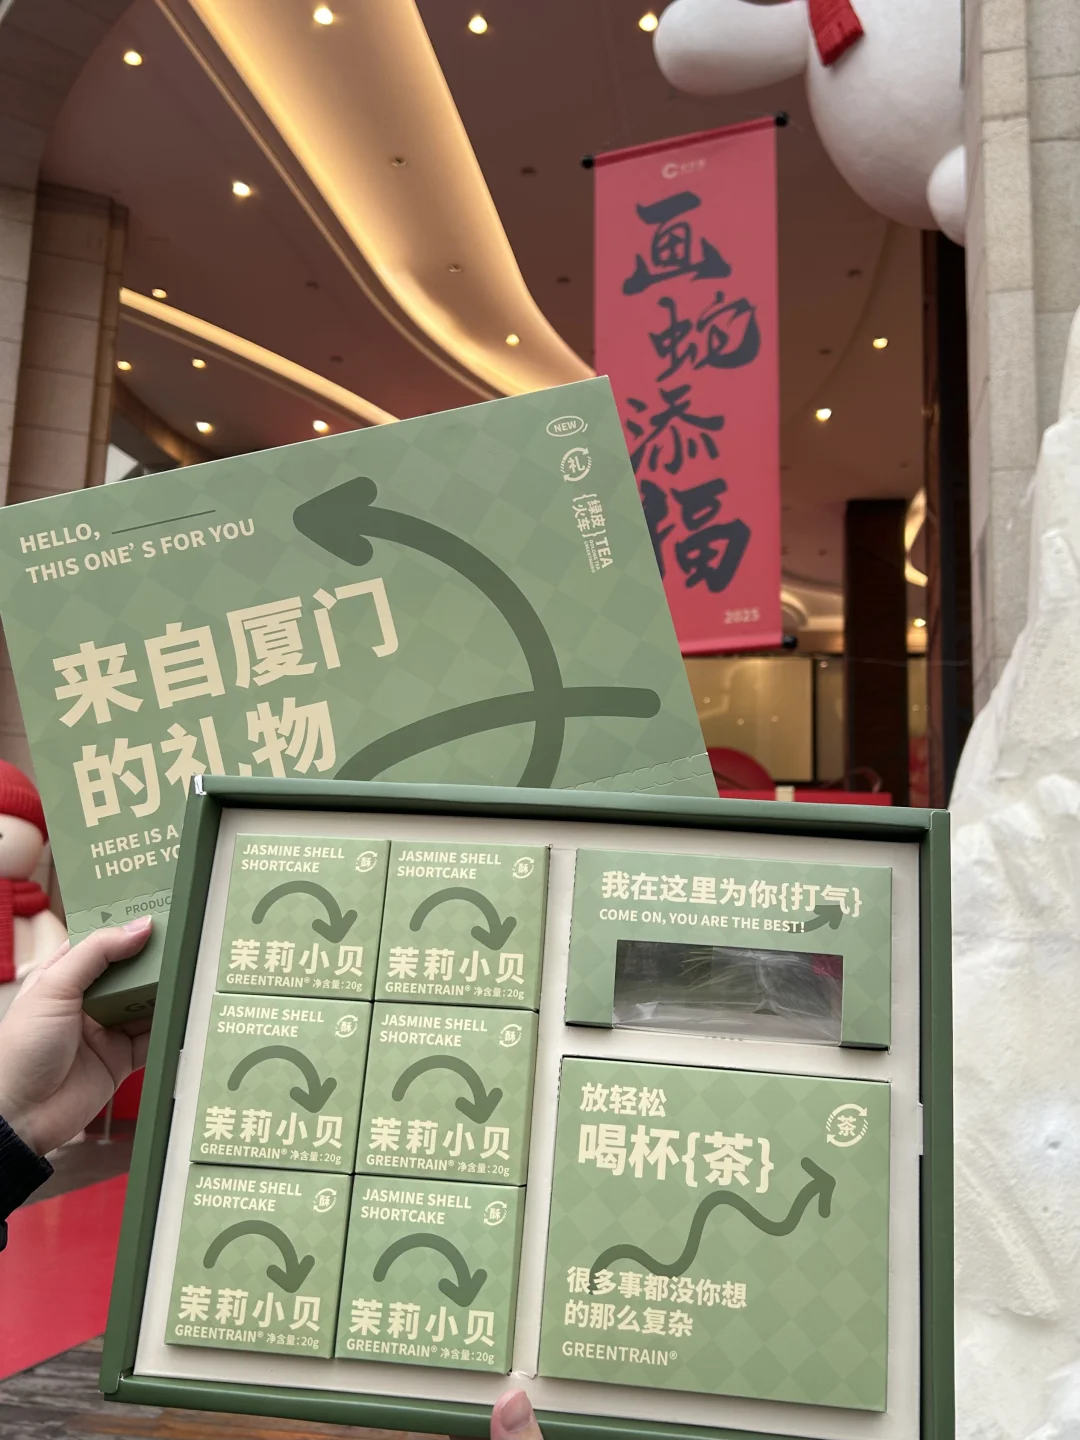 画
蛇
添
福
2025
NEW
礼
{绿皮}
{火车}
TEA
HELLO,
THIS ONE'S FOR YOU
来自厦门
的礼物
HERE IS A
I HOPE YO
PRODUC
JASMINE SHELL
SHORTCAKE
酥
茉莉小贝
GREENTRAIN® 净含量:20g
JASMINE SHELL
SHORTCAKE
酥
茉莉小贝
GREENTRAIN® 净含量:20g
JASMINE SHELL
SHORTCAKE
酥
茉莉小贝
GREENTRAIN® 净含量:20g
JASMINE SHELL
SHORTCAKE
酥
茉莉小贝
GREENTRAIN® 净含量:20g
JASMINE SHELL
SHORTCAKE
酥
茉莉小贝
GREENTRAIN® 净含量:20g
JASMINE SHELL
SHORTCAKE
酥
茉莉小贝
GREENTRAIN® 净含量:20g
我在这里为你{打气}
COME ON, YOU ARE THE BEST!
放轻松
喝杯{茶}
茶
很多事都没你想
的那么复杂
GREENTRAIN®